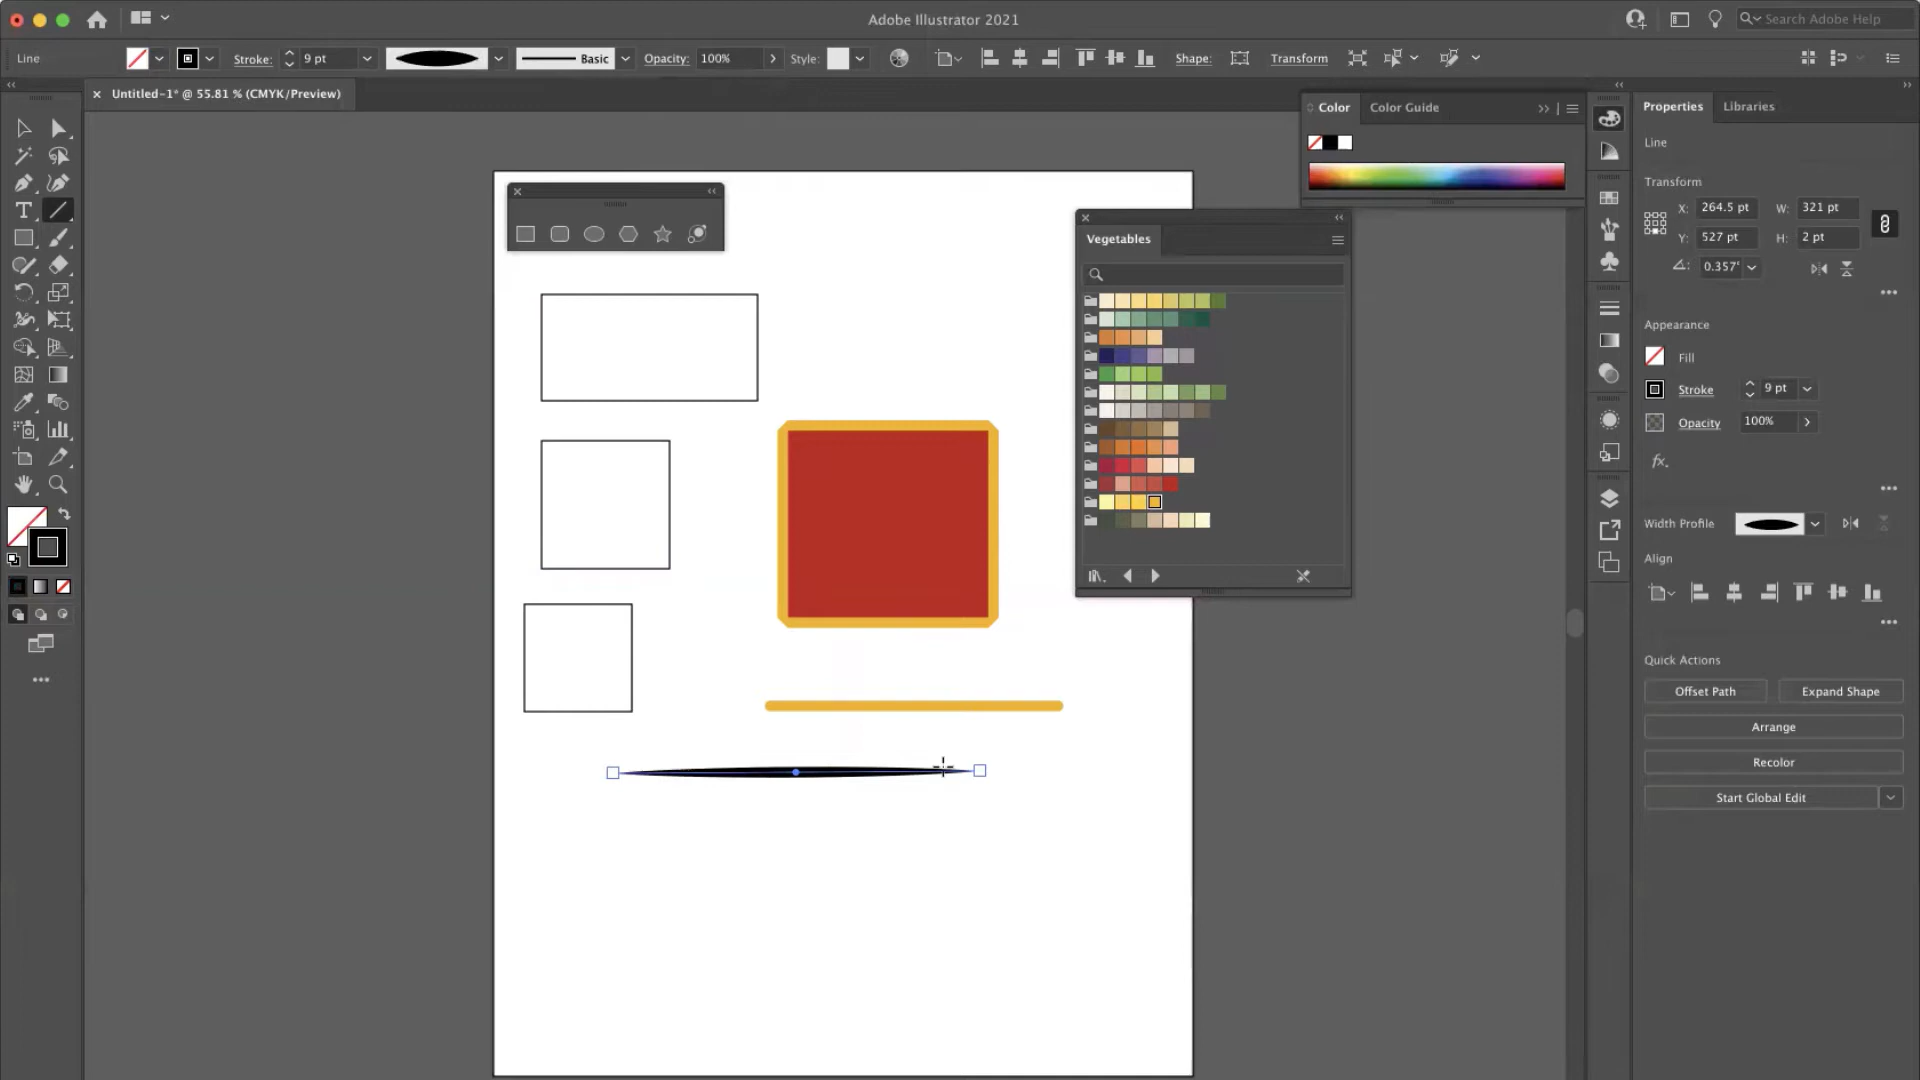 Adobe Illustrator 2021
Search Adobe Help
Line
Stroke:
9 pt
Basic
Opacity:
100%
Style:
Shape:
Transform
Untitled-1* @ 55.81 % (CMYK/Preview)
Color
Color Guide
Properties
Libraries
Line
Transform
X:
264.5 pt
W:
321 pt
Y:
527 pt
H:
2 pt
0.357°
Vegetables
Appearance
Fill
Stroke
9 pt
Opacity
100%
fx.
Width Profile
Align
Quick Actions
Offset Path
Expand Shape
Arrange
Recolor
Start Global Edit